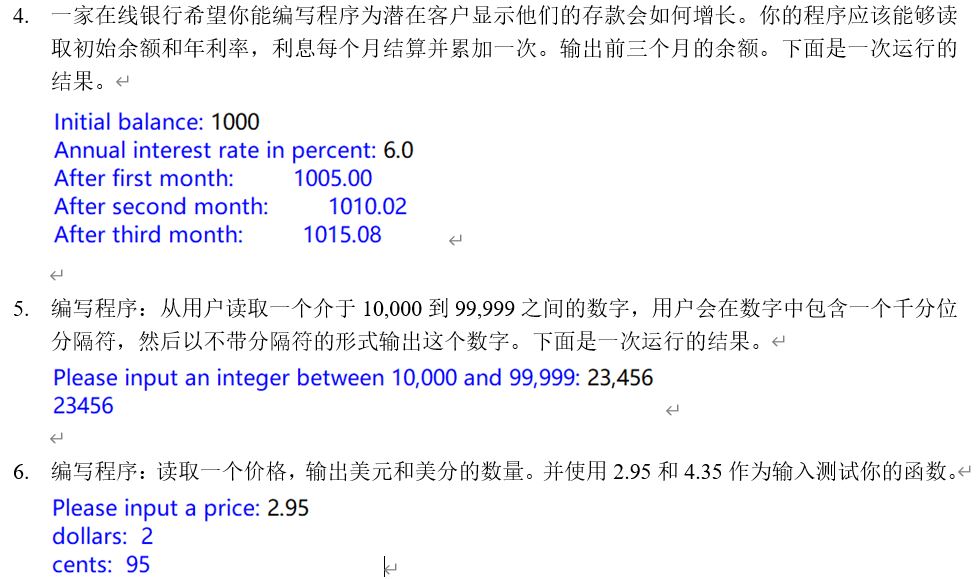 4. 一家在线银行希望你能编写程序为潜在客户显示他们的存款会如何增长。你的程序应该能够读
取初始余额和年利率，利息每个月结算并累加一次。输出前三个月的余额。下面是一次运行的
结果。↵
Initial balance: 1000
Annual interest rate in percent: 6.0
After first month: 1005.00
After second month: 1010.02
After third month: 1015.08 ↵
↵
5. 编写程序：从用户读取一个介于 10,000 到 99,999 之间的数字，用户会在数字中包含一个千分位
分隔符，然后以不带分隔符的形式输出这个数字。下面是一次运行的结果。↵
Please input an integer between 10,000 and 99,999: 23,456
23456 ↵
↵
6. 编写程序：读取一个价格，输出美元和美分的数量。并使用 2.95 和 4.35 作为输入测试你的函数。↵
Please input a price: 2.95
dollars: 2
cents: 95 ↵